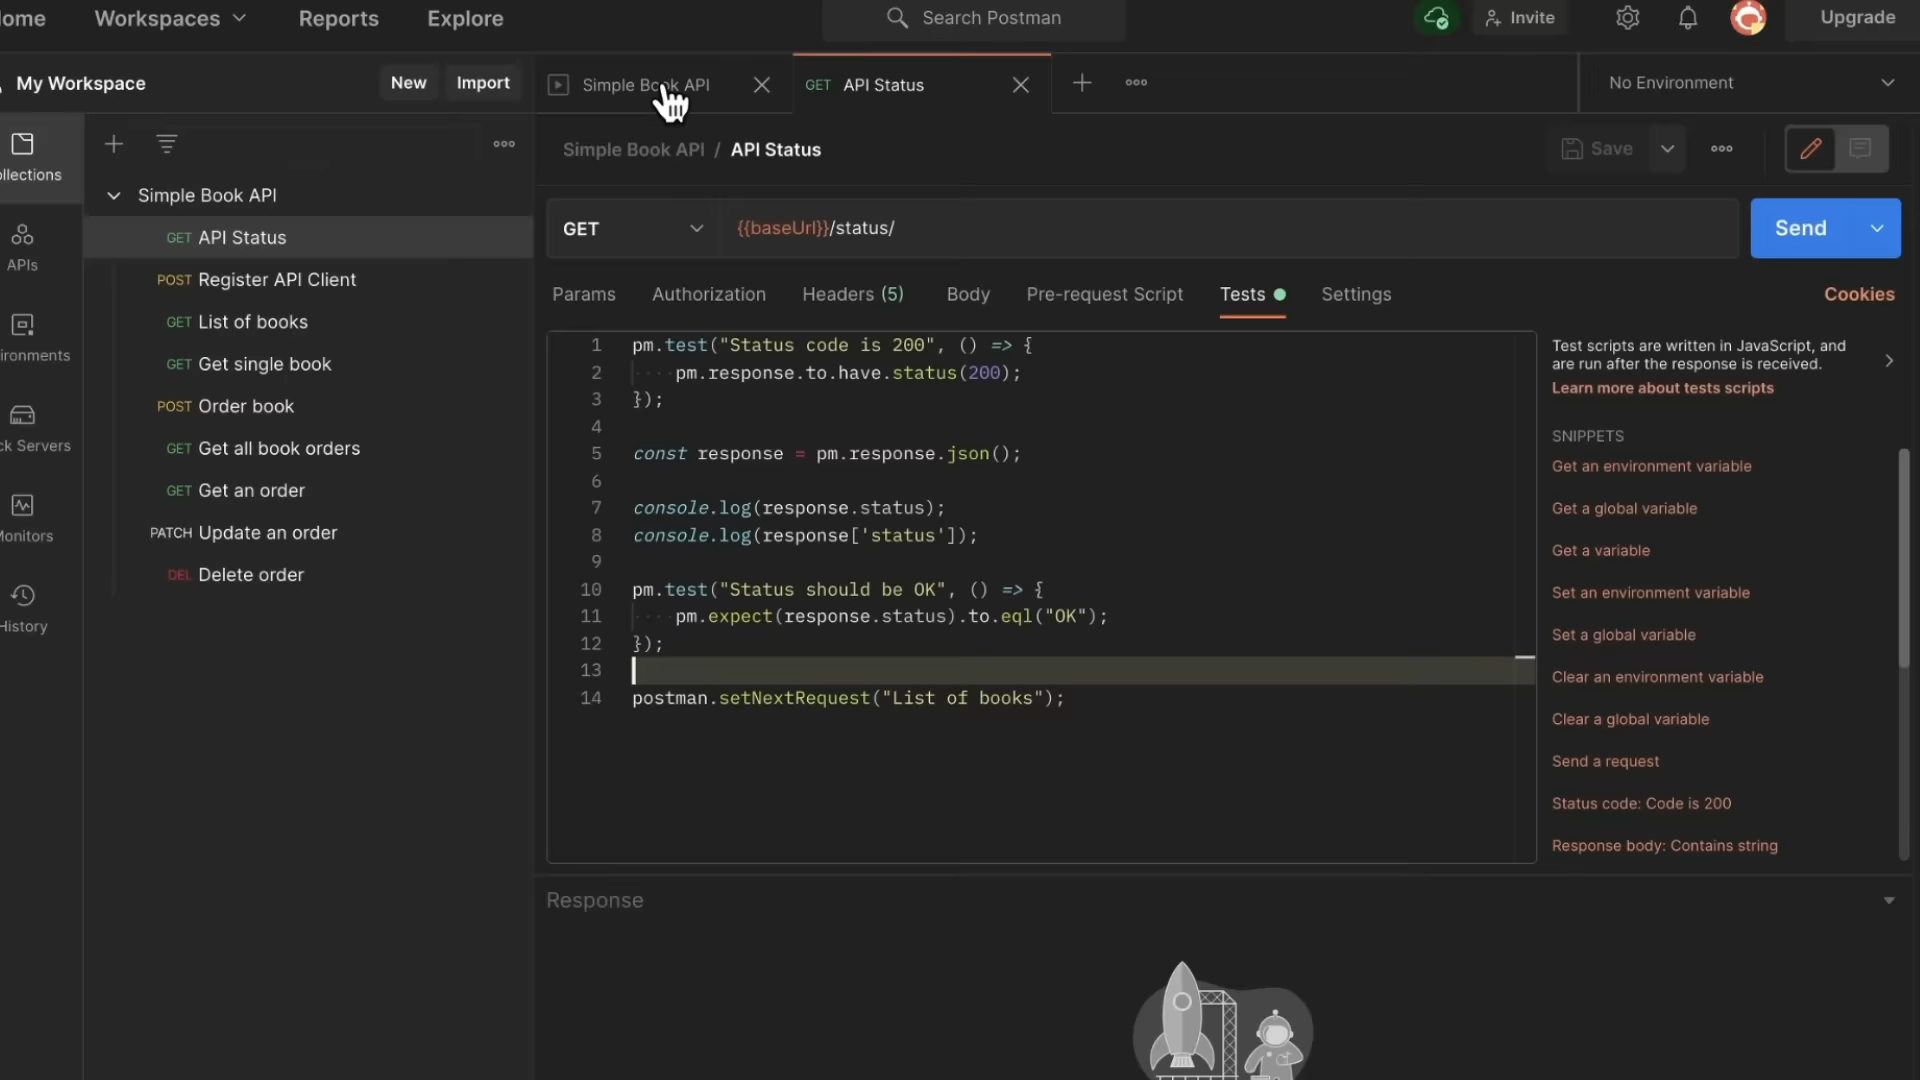 ome
Workspaces
Reports
Explore
Search Postman
Invite
Upgrade
My Workspace
New
Import
Simple Book API
GET API Status
No Environment
ollections
APIs
ironments
ck Servers
Monitors
History
Simple Book API
GET API Status
POST Register API Client
GET List of books
GET Get single book
POST Order book
GET Get all book orders
GET Get an order
PATCH Update an order
DEL Delete order
Simple Book API / API Status
Save
GET
{{baseUrl}}/status/
Send
Params
Authorization
Headers (5)
Body
Pre-request Script
Tests
Settings
Cookies
1 pm.test("Status code is 200", () => {
2 pm.response.to.have.status(200);
3 });
4
5 const response = pm.response.json();
6
7 console.log(response.status);
8 console.log(response['status']);
9
10 pm.test("Status should be OK", () => {
11 pm.expect(response.status).to.eql("OK");
12 });
13
14 postman.setNextRequest("List of books");
Test scripts are written in JavaScript, and
are run after the response is received.
Learn more about tests scripts
SNIPPETS
Get an environment variable
Get a global variable
Get a variable
Set an environment variable
Set a global variable
Clear an environment variable
Clear a global variable
Send a request
Status code: Code is 200
Response body: Contains string
Response